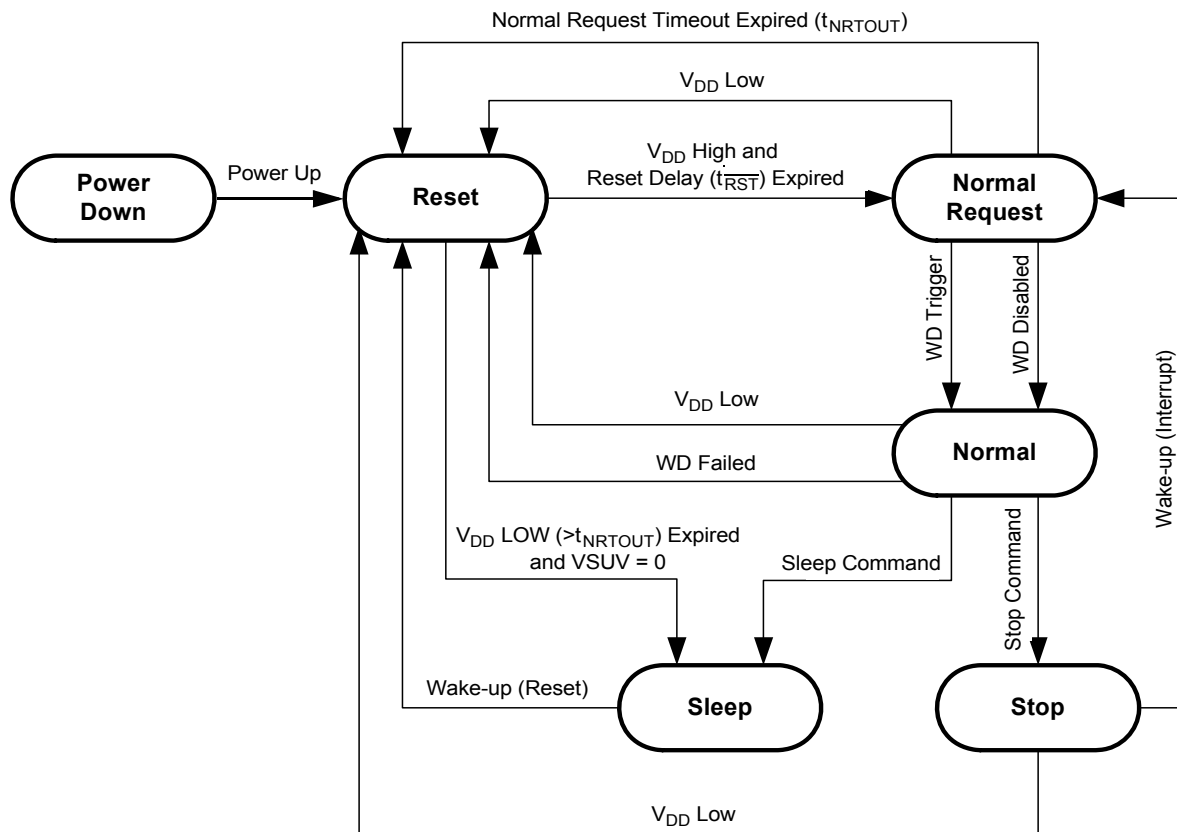 Normal Request Timeout Expired (tNRTOUT)
VDD Low
Power
Down
Power Up
Reset
VDD High and
Reset Delay (tRST) Expired
Normal
Request
WD Trigger
WD Disabled
Wake-up (Interrupt)
VDD Low
Normal
WD Failed
VDD LOW (>tNRTOUT) Expired
and VSUV = 0
Sleep Command
Stop Command
Wake-up (Reset)
Sleep
Stop
VDD Low